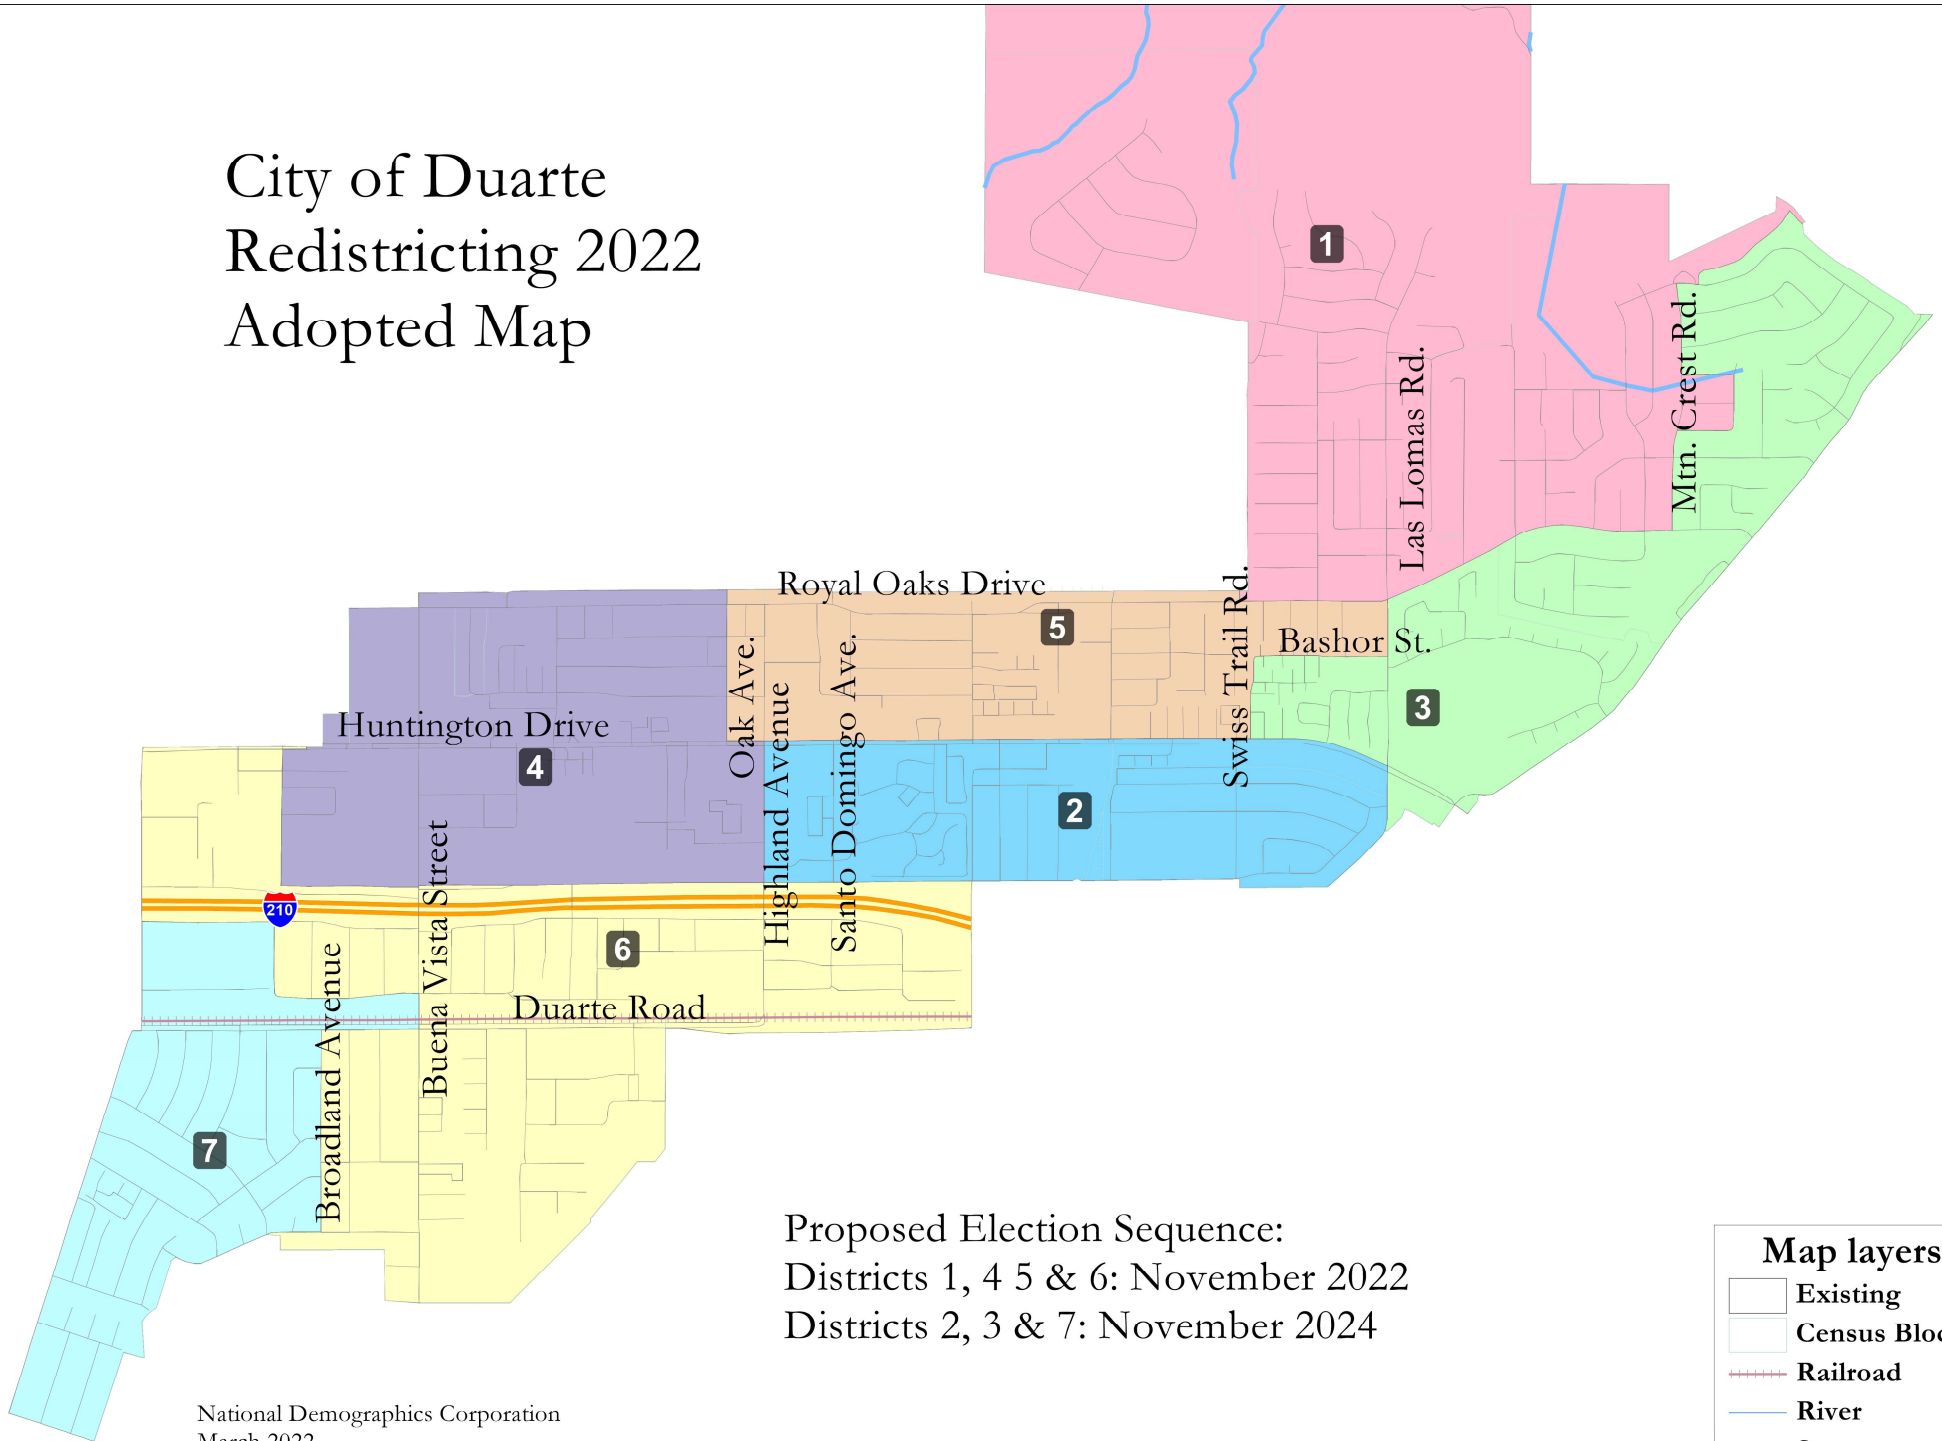 City of Duarte
Redistricting 2022
Adopted Map
1
Mtn. Crest Rd.
Las Lomas Rd.
Royal Oaks Drive
5
Swiss Trail Rd.
Bashor St.
Oak Ave.
Santo Domingo Ave.
Highland Avenue
3
Huntington Drive
4
2
Buena Vista Street
210
6
Broadland Avenue
Duarte Road
7
Proposed Election Sequence:
Districts 1, 4 5 & 6: November 2022
Districts 2, 3 & 7: November 2024
Map layers
Existing
Census
Railroad
River
National Demographics Corporation
March 2022